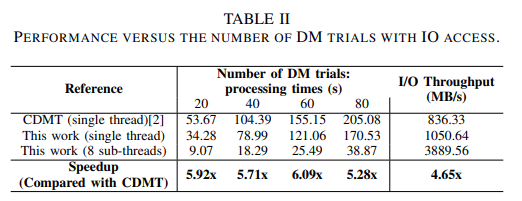 TABLE II
PERFORMANCE VERSUS THE NUMBER OF DM TRIALS WITH IO ACCESS.
Reference Number of DM trials: processing times (s) I/O Throughput (MB/s)
20 40 60 80
CDMT (single thread)[2] 53.67 104.39 155.15 205.08 836.33
This work (single thread) 34.28 78.99 121.06 170.53 1050.64
This work (8 sub-threads) 9.07 18.29 25.49 38.87 3889.56
Speedup (Compared with CDMT) 5.92x 5.71x 6.09x 5.28x 4.65x